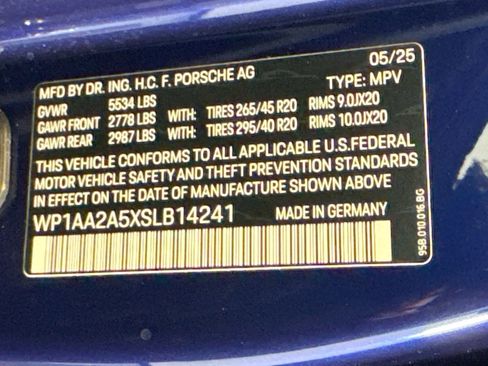 MFD BY DR. ING. H.C. F. PORSCHE AG 05/25
GVWR 5534 LBS TYPE: MPV
GAWR FRONT 2778 LBS WITH: TIRES 265/45 R20 RIMS 9.0JX20
GAWR REAR 2987 LBS WITH: TIRES 295/40 R20 RIMS 10.0JX20
THIS VEHICLE CONFORMS TO ALL APPLICABLE U.S.FEDERAL
MOTOR VEHICLE SAFETY AND THEFT PREVENTION STANDARDS
IN EFFECT ON THE DATE OF MANUFACTURE SHOWN ABOVE
WP1AA2A5XSLB14241 MADE IN GERMANY
95B.010.016.BG